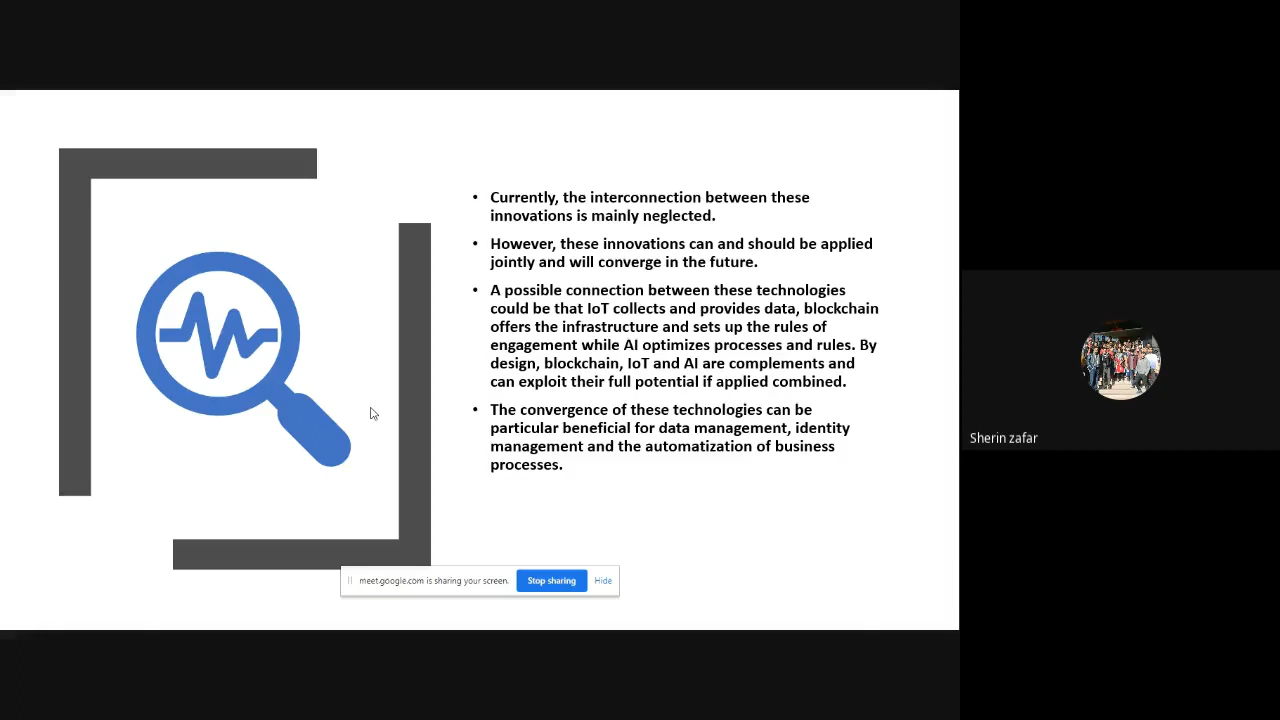 • Currently, the interconnection between these
innovations is mainly neglected.
• However, these innovations can and should be applied
jointly and will converge in the future.
• A possible connection between these technologies
could be that IoT collects and provides data, blockchain
offers the infrastructure and sets up the rules of
engagement while AI optimizes processes and rules. By
design, blockchain, IoT and AI are complements and
can exploit their full potential if applied combined.
• The convergence of these technologies can be
particular beneficial for data management, identity
management and the automatization of business
processes.
meet.google.com is sharing your screen. Stop sharing Hide
Sherin zafar